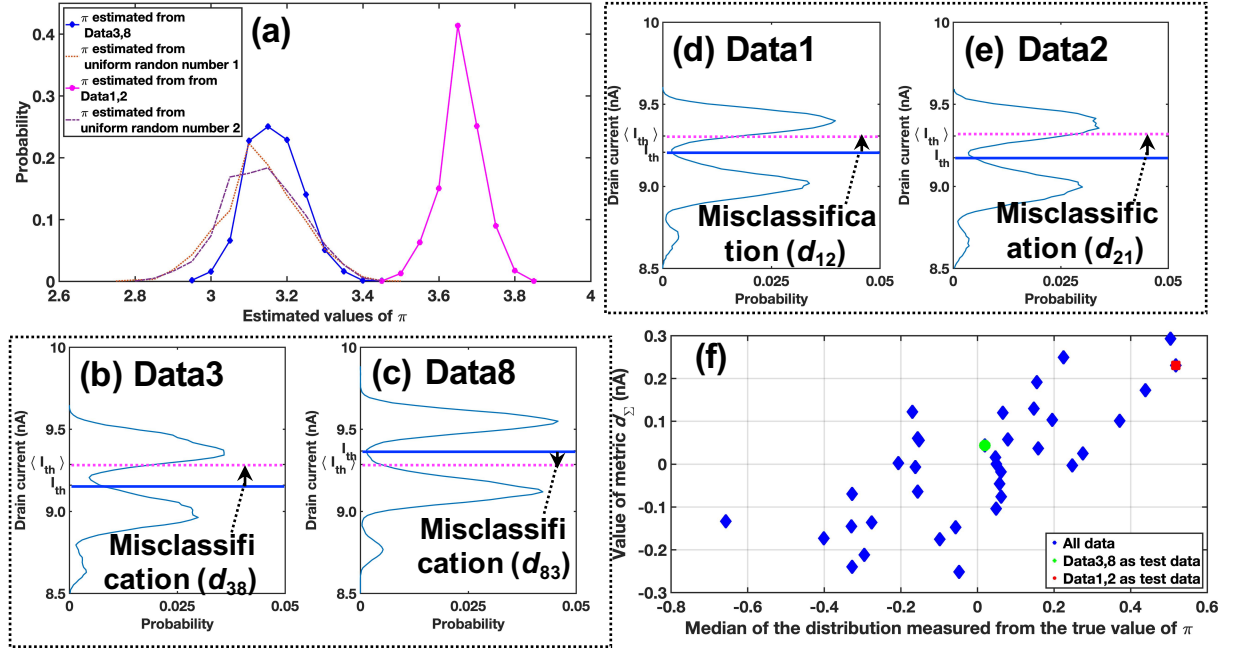 (a)
π estimated from
Data3,8
π estimated from
uniform randon number 1
π estimated from from
Data1,2
π estimated from
uniform random number 2
Probability
0.4
0.3
0.2
0.1
0
2.6
2.8
3
3.2
3.4
3.6
3.8
4
Estimated values of π
(d) Data1
Drain current (nA)
10
9.5
⟨ I_th ⟩
I_th
9.0
8.5
Misclassifica
tion (d_12)
0
0.025
0.05
Probability
(e) Data2
Drain current (nA)
10
9.5
⟨ I_th ⟩
I_th
9.0
8.5
Misclassific
ation (d_21)
0
0.025
0.05
Probability
(b) Data3
Drain current (nA)
10
9.5
⟨ I_th ⟩
I_th
9.0
8.5
Misclassifi
cation (d_38)
0
0.025
0.05
Probability
(c) Data8
Drain current (nA)
10
9.5
I_th
⟨ I_th ⟩
9.0
8.5
Misclassifi
cation (d_83)
0
0.025
0.05
Probability
(f)
Value of metric d_Σ (nA)
0.3
0.2
0.1
0
-0.1
-0.2
-0.3
-0.8
-0.6
-0.4
-0.2
0
0.2
0.4
0.6
All data
Data3,8 as test data
Data1,2 as test data
Median of the distribution measured from the true value of π